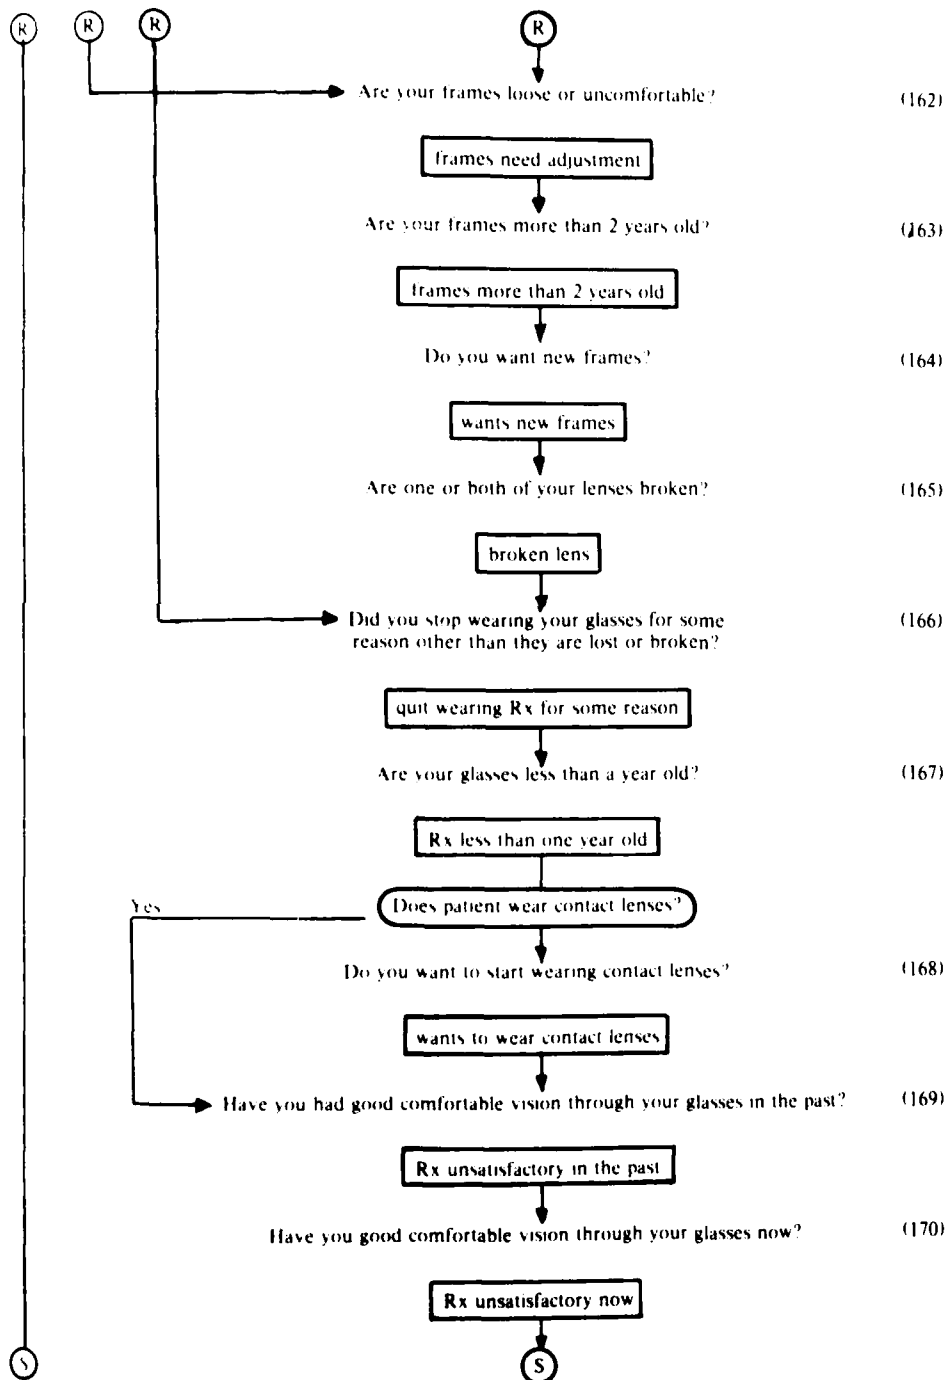 R R R R
Are your frames loose or uncomfortable? (162)
frames need adjustment
Are your frames more than 2 years old? (163)
frames more than 2 years old
Do you want new frames? (164)
wants new frames
Are one or both of your lenses broken? (165)
broken lens
Did you stop wearing your glasses for some (166)
reason other than they are lost or broken?
quit wearing Rx for some reason
Are your glasses less than a year old? (167)
Rx less than one year old
Yes Does patient wear contact lenses?
Do you want to start wearing contact lenses? (168)
wants to wear contact lenses
Have you had good comfortable vision through your glasses in the past? (169)
Rx unsatisfactory in the past
Have you good comfortable vision through your glasses now? (170)
Rx unsatisfactory now
S S